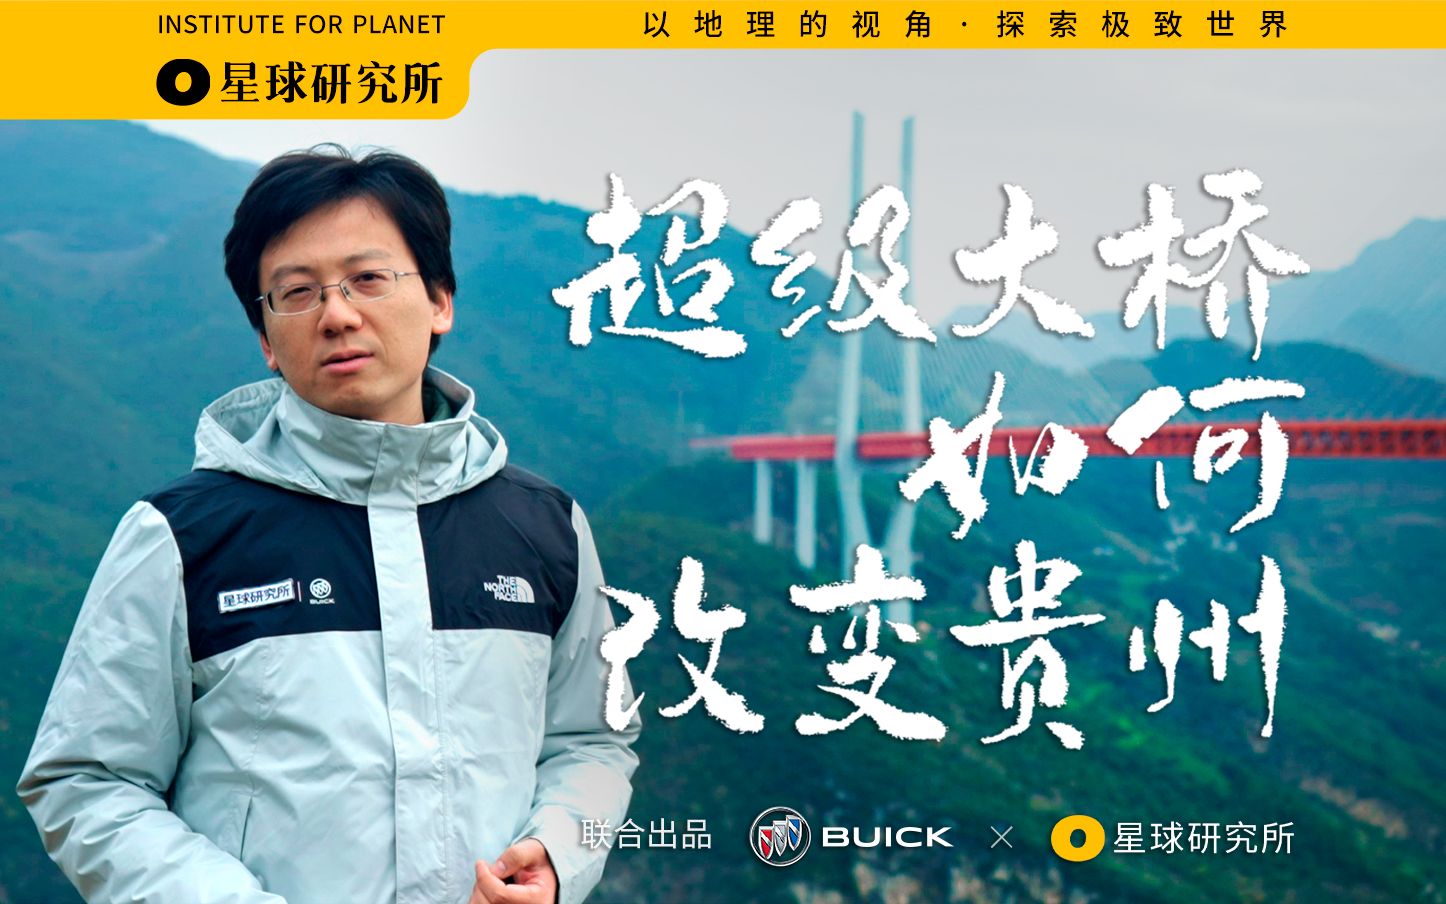 INSTITUTE FOR PLANET
星球研究所
以地理的视角·探索极致世界
超级大桥
如何
改变贵州
星球研究所 BUICK
THE NORTH FACE
联合出品 BUICK × 星球研究所